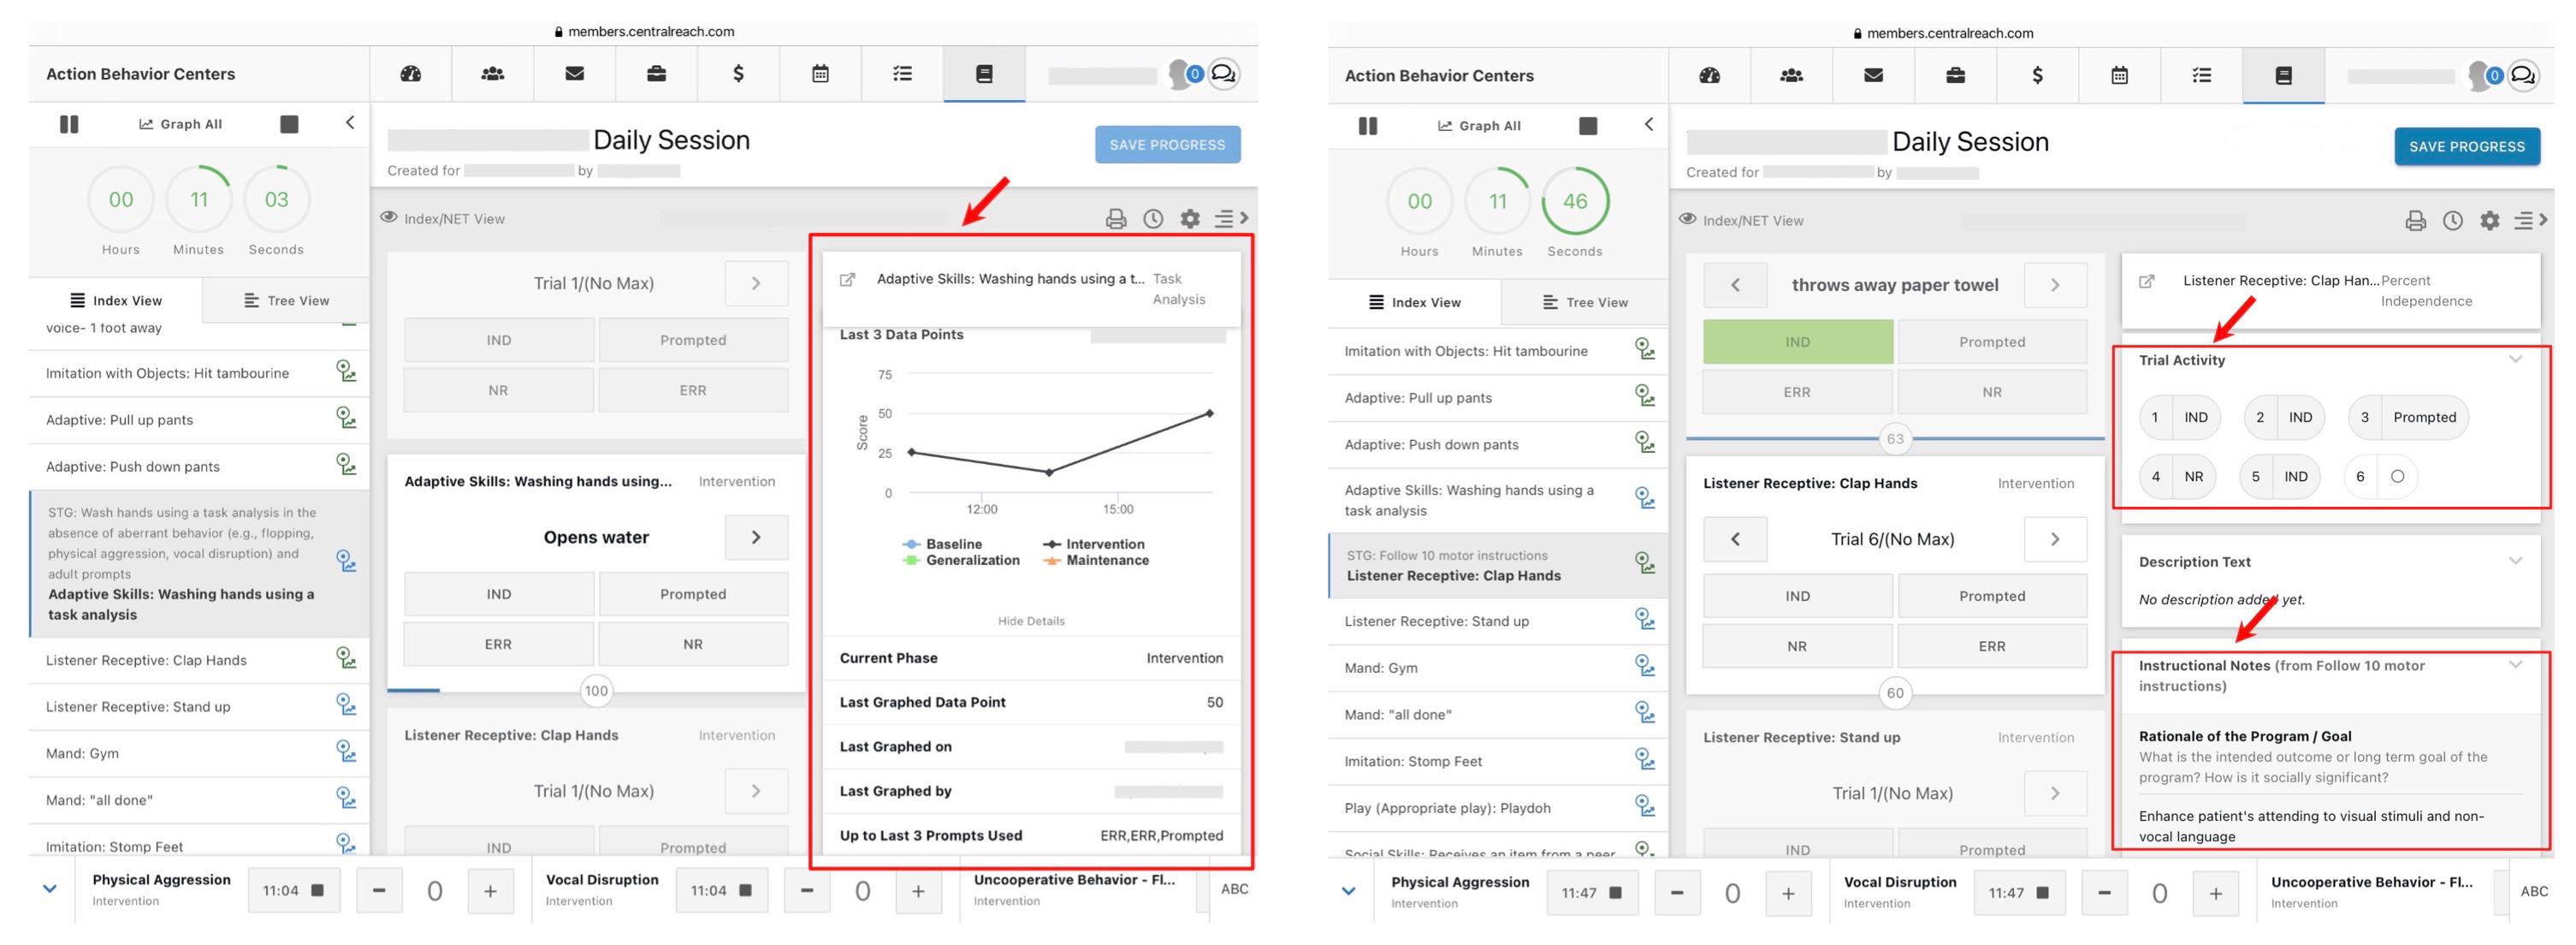 members.centralreach.com
Action Behavior Centers
0
Graph All
00
11
03
Hours
Minutes
Seconds
Index View
Tree View
voice- 1 foot away
Imitation with Objects: Hit tambourine
Adaptive: Pull up pants
Adaptive: Push down pants
STG: Wash hands using a task analysis in the
absence of aberrant behavior (e.g., flopping,
physical aggression, vocal disruption) and
adult prompts
Adaptive Skills: Washing hands using a
task analysis
Listener Receptive: Clap Hands
Listener Receptive: Stand up
Mand: Gym
Mand: "all done"
Imitation: Stomp Feet
Daily Session
Created for
by
SAVE PROGRESS
Index/NET View
Trial 1/(No Max)
IND
Prompted
NR
ERR
Adaptive Skills: Washing hands using...
Intervention
Opens water
IND
Prompted
ERR
NR
100
Listener Receptive: Clap Hands
Intervention
Trial 1/(No Max)
IND
Prompted
Adaptive Skills: Washing hands using a t...
Task
Analysis
Last 3 Data Points
75
50
25
0
Score
12:00
15:00
Baseline
Intervention
Generalization
Maintenance
Hide Details
Current Phase
Intervention
Last Graphed Data Point
50
Last Graphed on
Last Graphed by
Up to Last 3 Prompts Used
ERR,ERR,Prompted
Physical Aggression
Intervention
11:04
−
0
+
Vocal Disruption
Intervention
11:04
−
0
+
Uncooperative Behavior - Fl...
Intervention
ABC
members.centralreach.com
Action Behavior Centers
0
Graph All
00
11
46
Hours
Minutes
Seconds
Index View
Tree View
Imitation with Objects: Hit tambourine
Adaptive: Pull up pants
Adaptive: Push down pants
Adaptive Skills: Washing hands using a
task analysis
STG: Follow 10 motor instructions
Listener Receptive: Clap Hands
Listener Receptive: Stand up
Mand: Gym
Mand: "all done"
Imitation: Stomp Feet
Play (Appropriate play): Playdoh
Social Skills: Receives an item from a peer
Daily Session
Created for
by
SAVE PROGRESS
Index/NET View
throws away paper towel
IND
Prompted
ERR
NR
63
Listener Receptive: Clap Hands
Intervention
Trial 6/(No Max)
IND
Prompted
NR
ERR
60
Listener Receptive: Stand up
Intervention
Trial 1/(No Max)
IND
Prompted
Listener Receptive: Clap Han...
Percent
Independence
Trial Activity
1 IND
2 IND
3 Prompted
4 NR
5 IND
6
Description Text
No description added yet.
Instructional Notes (from Follow 10 motor
instructions)
Rationale of the Program / Goal
What is the intended outcome or long term goal of the
program? How is it socially significant?
Enhance patient's attending to visual stimuli and non-
vocal language
Physical Aggression
Intervention
11:47
−
0
+
Vocal Disruption
Intervention
11:47
−
0
+
Uncooperative Behavior - Fl...
Intervention
ABC